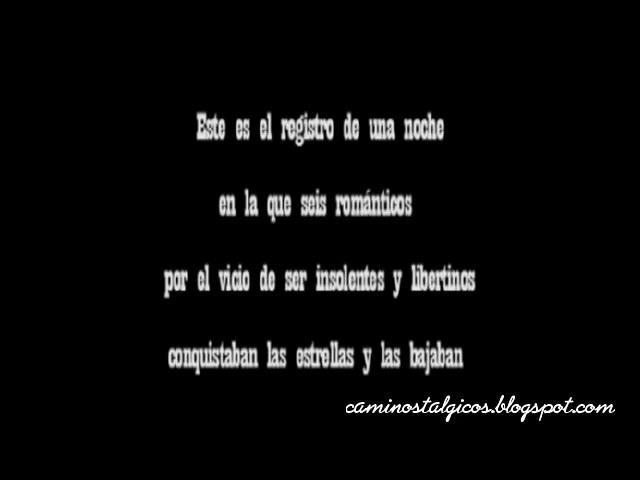 Este es el registro de una noche
en la que seis románticos
por el vicio de ser insolentes y libertinos
conquistaban las estrellas y las bajaban
caminostalgicos.blogspot.com